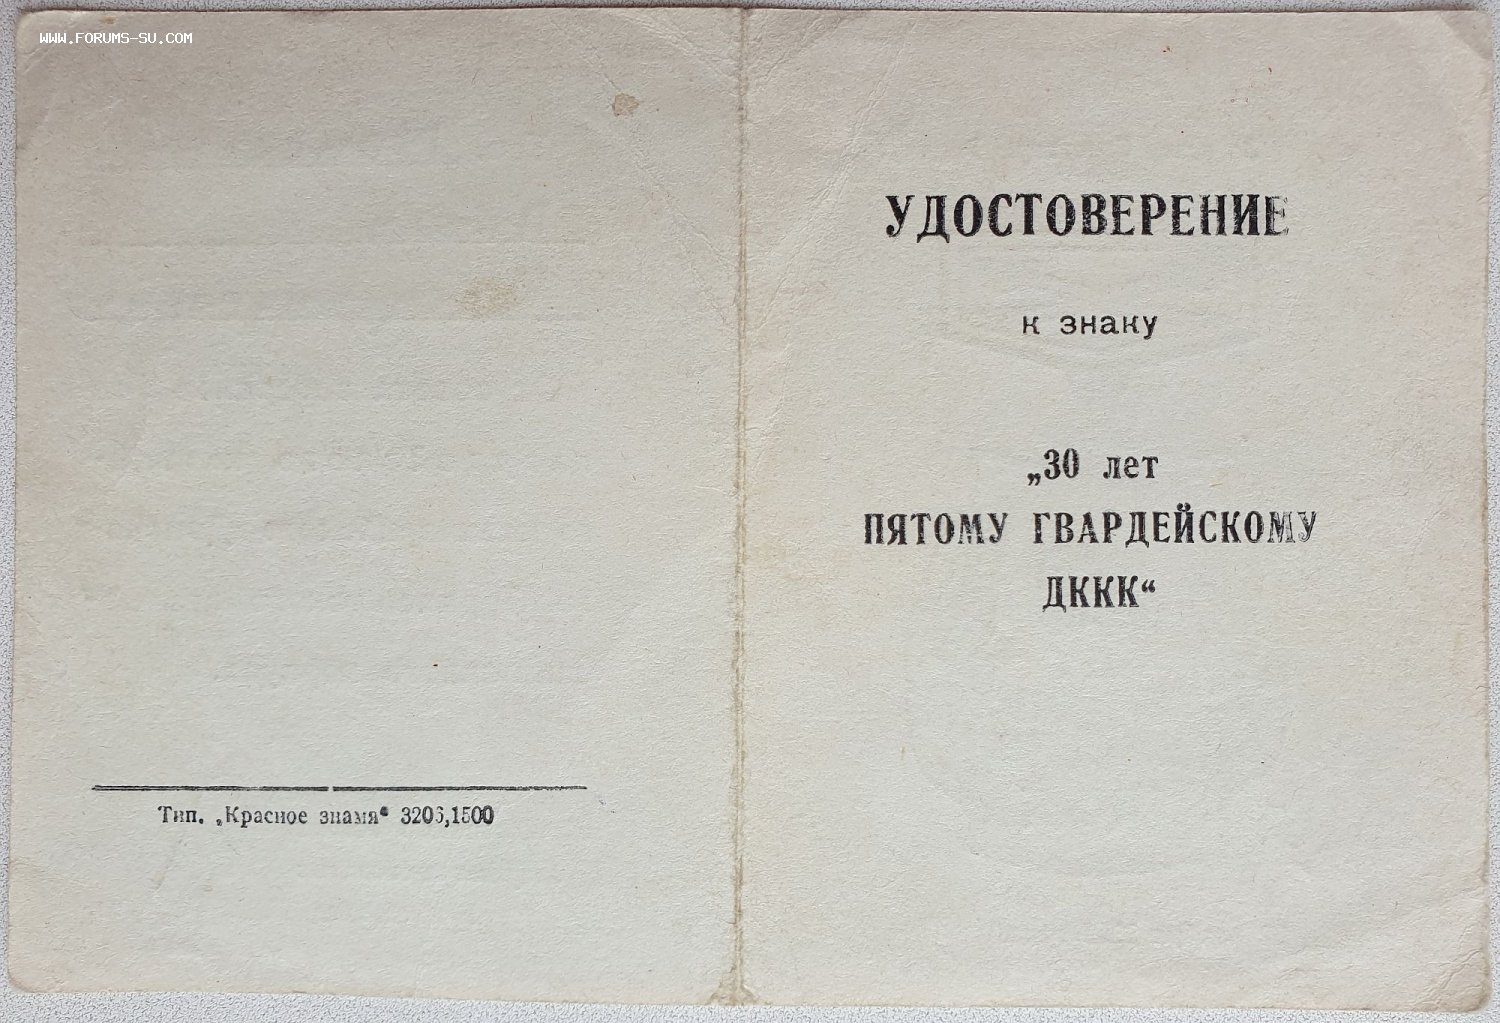 WWW.FORUMS-SU.COM
УДОСТОВЕРЕНИЕ
к знаку
„30 лет
ПЯТОМУ ГВАРДЕЙСКОМУ
ДККК“
Тип. „Красное знамя“ 3206,1500